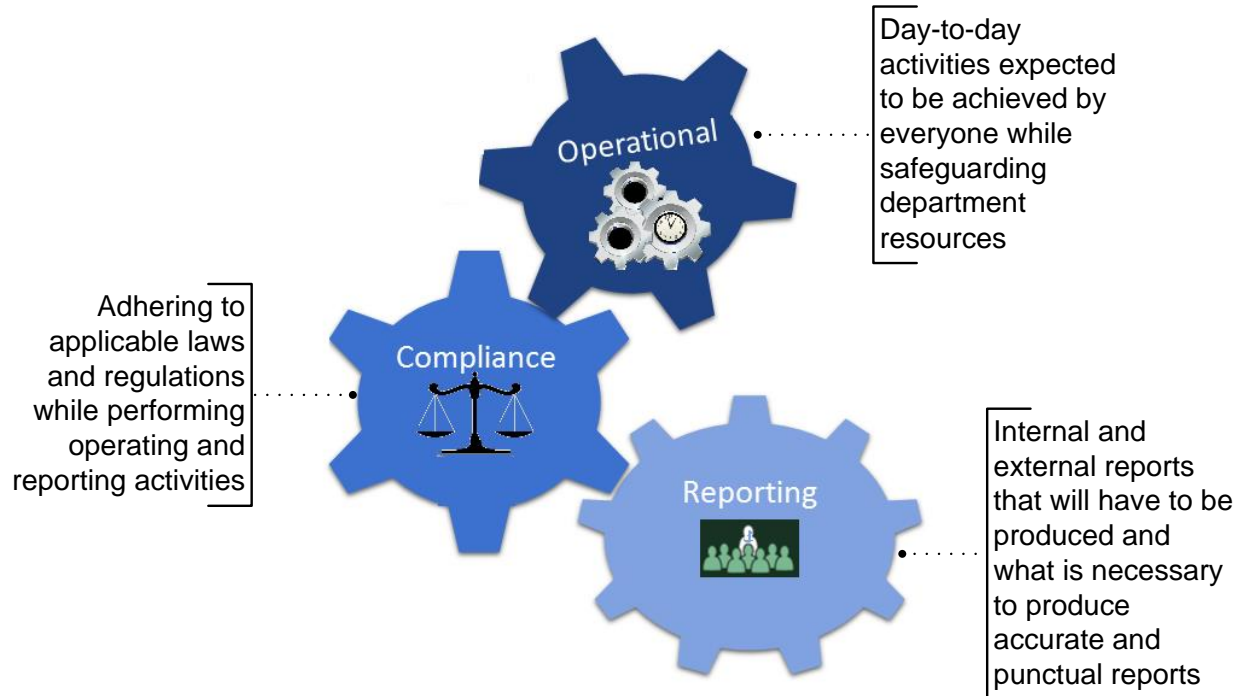 Operational
Day-to-day
activities expected
to be achieved by
everyone while
safeguarding
department
resources
Compliance
Adhering to
applicable laws
and regulations
while performing
operating and
reporting activities
Reporting
Internal and
external reports
that will have to be
produced and
what is necessary
to produce
accurate and
punctual reports